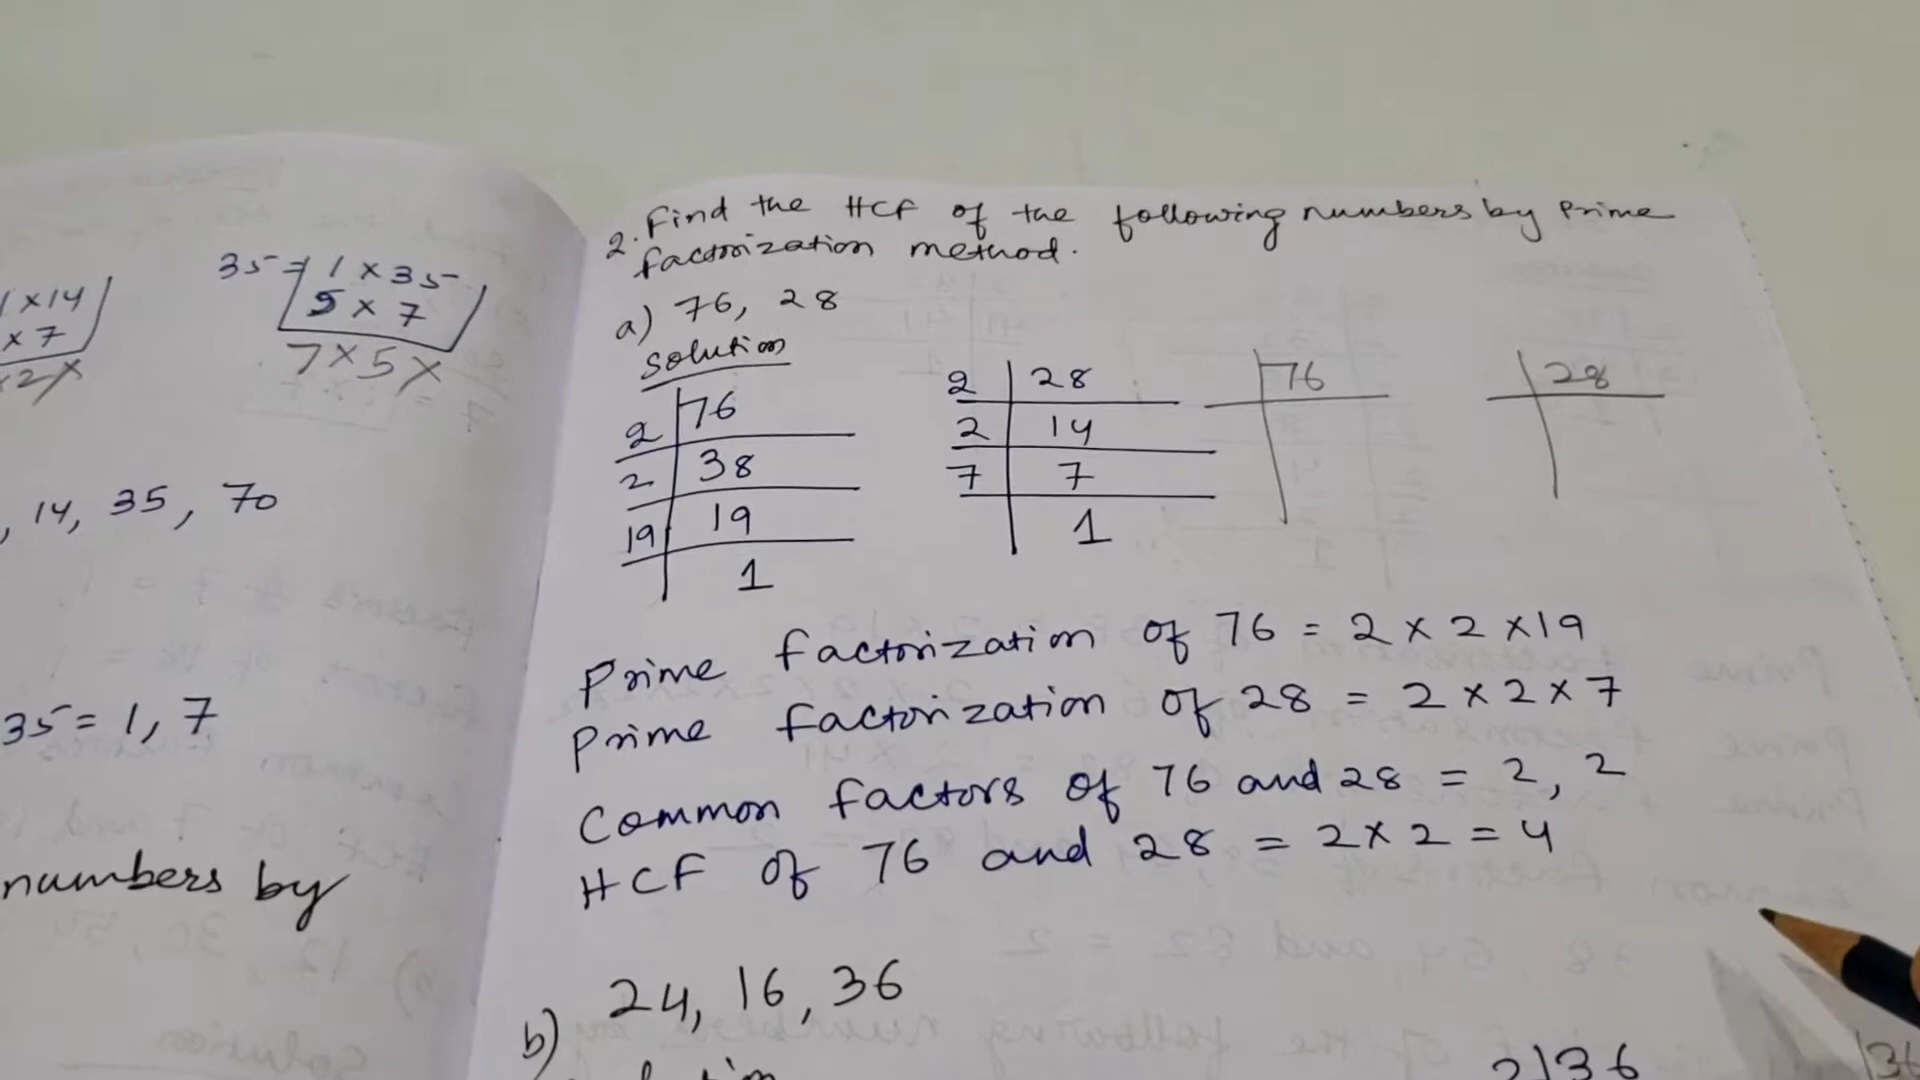 1 x 14
x 7
x 2 x
35 = 1 x 35
5 x 7
7 x 5 x
, 14, 35, 70
35 = 1, 7
numbers by
2. Find the HCF of the following numbers by prime
factorization method.
a) 76, 28
Solution
2 | 76
2 | 38
19 | 19
1
2 | 28
2 | 14
7 | 7
1
76
28
Prime factorization of 76 = 2 x 2 x 19
Prime factorization of 28 = 2 x 2 x 7
Common factors of 76 and 28 = 2, 2
HCF of 76 and 28 = 2 x 2 = 4
b) 24, 16, 36
2 | 36
| 36